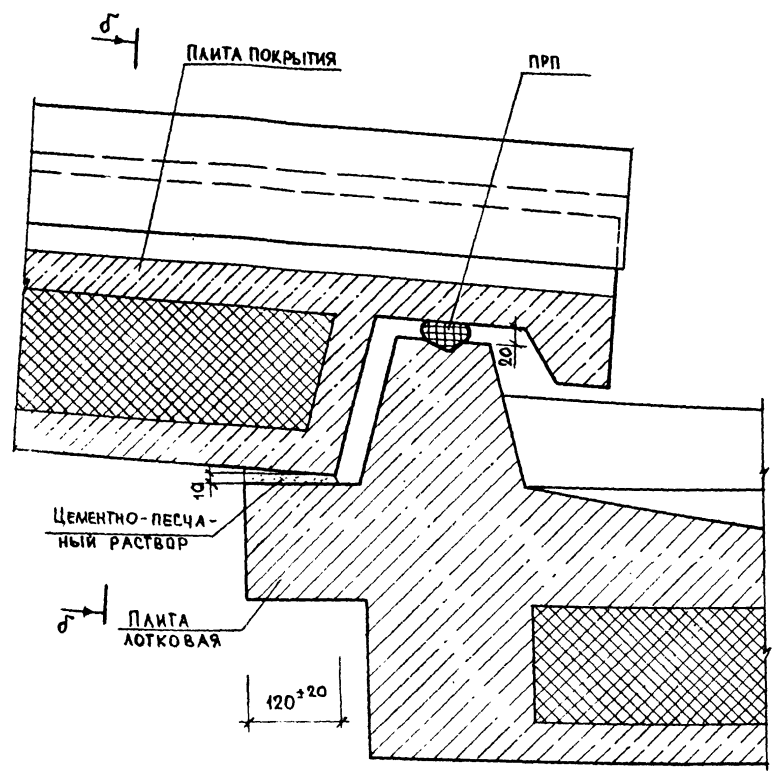 б
ПЛИТА ПОКРЫТИЯ
ПРП
20
10
ЦЕМЕНТНО-ПЕСЧА-
НЫЙ РАСТВОР
б
ПЛИТА
ЛОТКОВАЯ
120±20